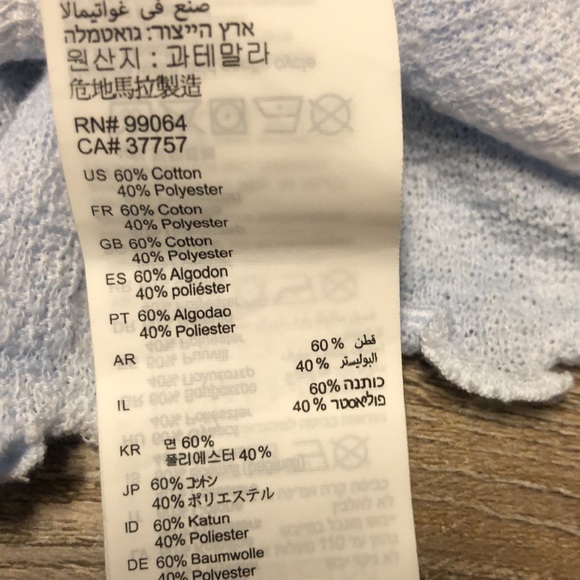 صنع في غواتيمالا
ארץ הייצור: גואטמלה
원산지 : 과테말라
危地馬拉製造
RN# 99064
CA# 37757
US 60% Cotton
40% Polyester
FR 60% Coton
40% Polyester
GB 60% Cotton
40% Polyester
ES 60% Algodon
40% poliéster
PT 60% Algodao
40% Poliester
AR قطن 60%
البوليستر 40%
IL 60% כותנה
40% פוליאסטר
KR 면 60%
폴리에스터 40%
JP 60% コットン
40% ポリエステル
ID 60% Katun
40% Poliester
DE 60% Baumwolle
40% Polyester